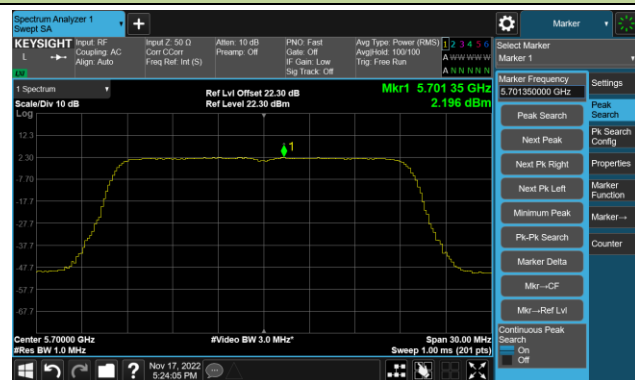 Spectrum Analyzer 1
Swept SA
+
Marker
KEYSIGHT
L
Input: RF
Coupling: AC
Align: Auto
Input Z: 50 Ω
Corr CCorr
Freq Ref: Int (S)
Atten: 10 dB
Preamp: Off
PNO: Fast
Gate: Off
IF Gain: Low
Sig Track: Off
Avg Type: Power (RMS)
Avg|Hold: 100/100
Trig: Free Run
1 2 3 4 5 6
A W W W W W
A N N N N N
Select Marker
Marker 1
1 Spectrum
Scale/Div 10 dB
Log
Ref Lvl Offset 22.30 dB
Ref Level 22.30 dBm
Mkr1 5.701 35 GHz
2.196 dBm
1
12.3
2.30
-7.70
-17.7
-27.7
-37.7
-47.7
-57.7
-67.7
Center 5.70000 GHz
#Res BW 1.0 MHz
#Video BW 3.0 MHz*
Span 30.00 MHz
Sweep 1.00 ms (201 pts)
Marker Frequency
5.701350000 GHz
Peak Search
Next Peak
Next Pk Right
Next Pk Left
Minimum Peak
Pk-Pk Search
Marker Delta
Mkr→CF
Mkr→Ref Lvl
Continuous Peak
Search
On
Off
Settings
Peak
Search
Pk Search
Config
Properties
Marker
Function
Marker→
Counter
?
Nov 17, 2022
5:24:05 PM